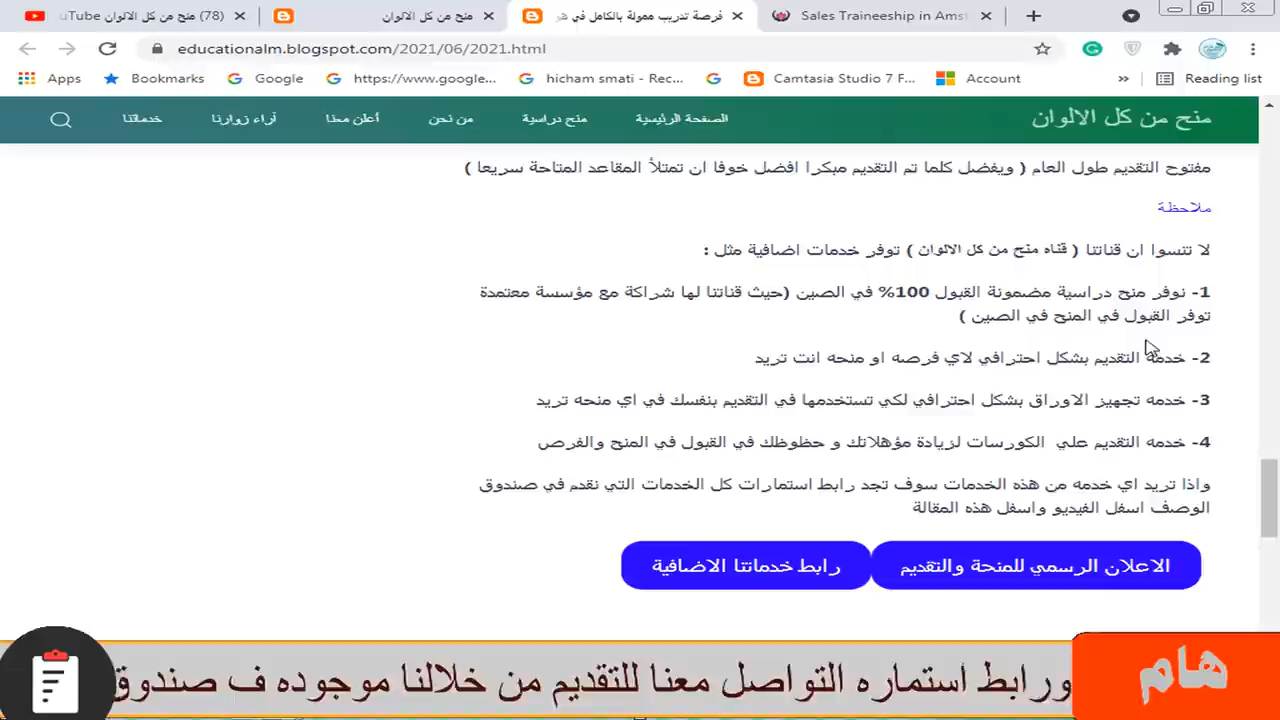 (78) منح من كل الالوان uTube
منح من كل الالوان
فرصة تدريب ممولة بالكامل في هو
Sales Traineeship in Amst
educationalm.blogspot.com/2021/06/2021.html
Apps
Bookmarks
Google
https://www.google...
hicham smati - Rec...
Camtasia Studio 7 F...
Account
»
Reading list
منح من كل الالوان
الصفحة الرئيسية
منح دراسية
من نحن
أعلن معنا
آراء زوارنا
خدماتنا
مفتوح التقديم طول العام ( ويفضل كلما تم التقديم مبكرا افضل خوفا ان تمتلأ المقاعد المتاحة سريعا )
ملاحظة
لا تنسوا ان قناتنا ( قناه منح من كل الالوان ) توفر خدمات اضافية مثل :
1- نوفر منح دراسية مضمونة القبول 100% في الصين (حيث قناتنا لها شراكة مع مؤسسة معتمدة
توفر القبول في المنح في الصين )
2- خدمه التقديم بشكل احترافي لاي فرصه او منحه انت تريد
3- خدمه تجهيز الاوراق بشكل احترافي لكي تستخدمها في التقديم بنفسك في اي منحه تريد
4- خدمه التقديم علي الكورسات لزيادة مؤهلاتك و حظوظك في القبول في المنح والفرص
واذا تريد اي خدمه من هذه الخدمات سوف تجد رابط استمارات كل الخدمات التي نقدم في صندوق
الوصف اسفل الفيديو واسفل هذه المقالة
الاعلان الرسمي للمنحة والتقديم
رابط خدماتنا الاضافية
هام
ورابط استماره التواصل معنا للتقديم من خلالنا موجوده ف صندوق